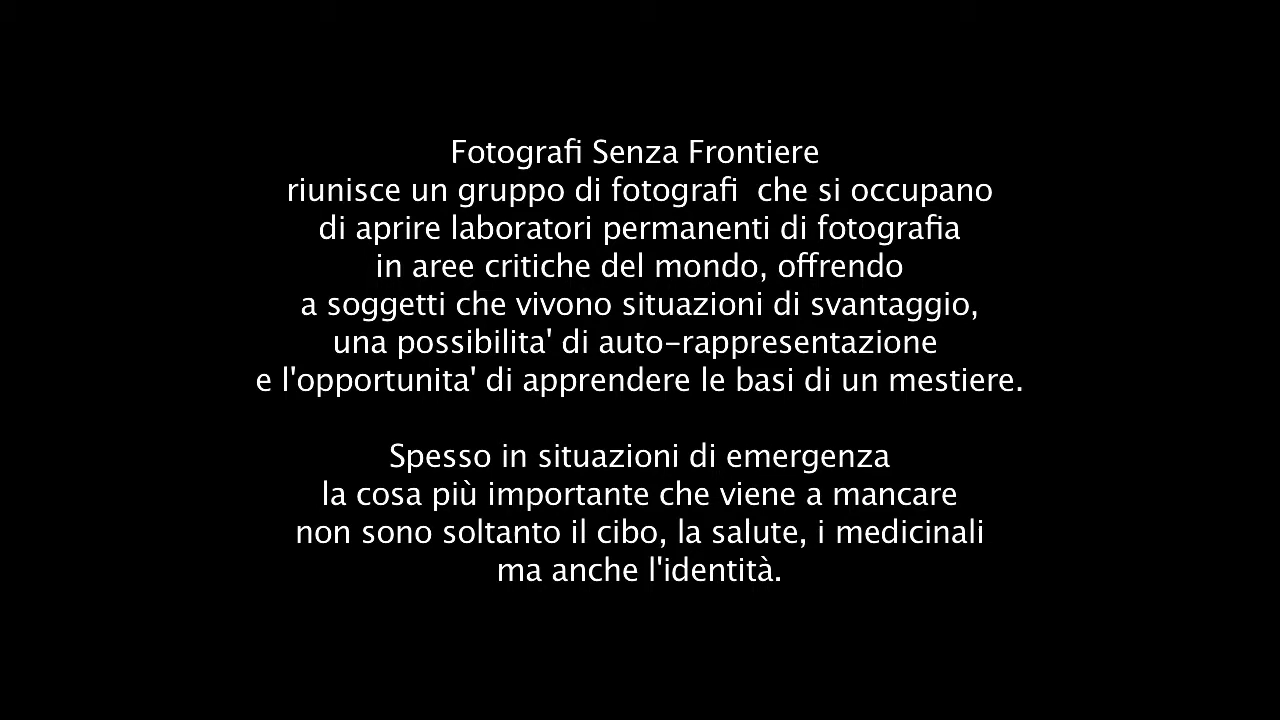 Fotografi Senza Frontiere
riunisce un gruppo di fotografi  che si occupano
di aprire laboratori permanenti di fotografia
in aree critiche del mondo, offrendo
a soggetti che vivono situazioni di svantaggio,
una possibilita' di auto-rappresentazione
e l'opportunita' di apprendere le basi di un mestiere.

Spesso in situazioni di emergenza
la cosa più importante che viene a mancare
non sono soltanto il cibo, la salute, i medicinali
ma anche l'identità.